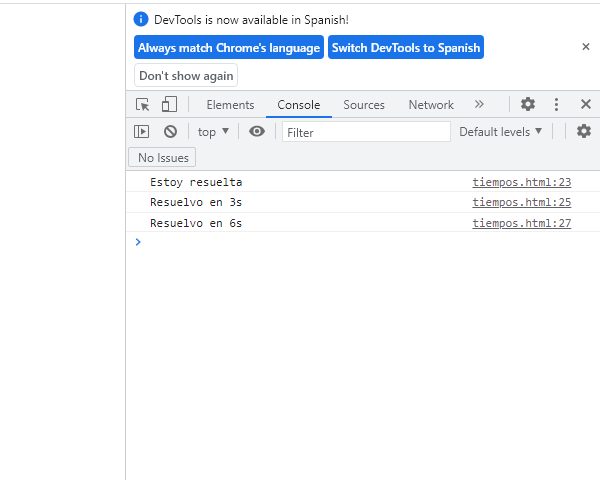 DevTools is now available in Spanish!
Always match Chrome's language Switch DevTools to Spanish
Don't show again
Elements Console Sources Network
top Filter Default levels
No Issues
Estoy resuelta tiempos.html:23
Resuelvo en 3s tiempos.html:25
Resuelvo en 6s tiempos.html:27